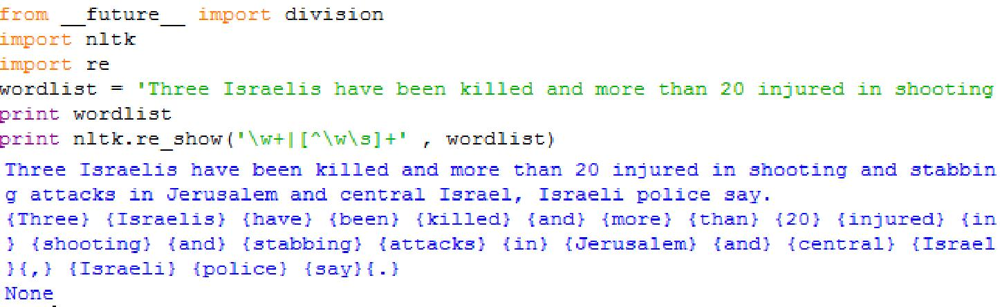 from __future__ import division
import nltk
import re
wordlist = 'Three Israelis have been killed and more than 20 injured in shooting
print wordlist
print nltk.re_show('\w+|[^\w\s]+' , wordlist)
Three Israelis have been killed and more than 20 injured in shooting and stabbin
g attacks in Jerusalem and central Israel, Israeli police say.
{Three} {Israelis} {have} {been} {killed} {and} {more} {than} {20} {injured} {in
} {shooting} {and} {stabbing} {attacks} {in} {Jerusalem} {and} {central} {Israel
}{,} {Israeli} {police} {say}{.}
None